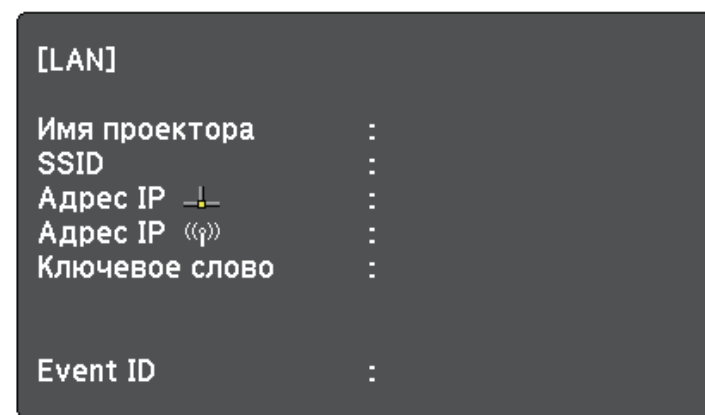 [LAN]
Имя проектора :
SSID :
Адрес IP :
Адрес IP :
Ключевое слово :
Event ID :